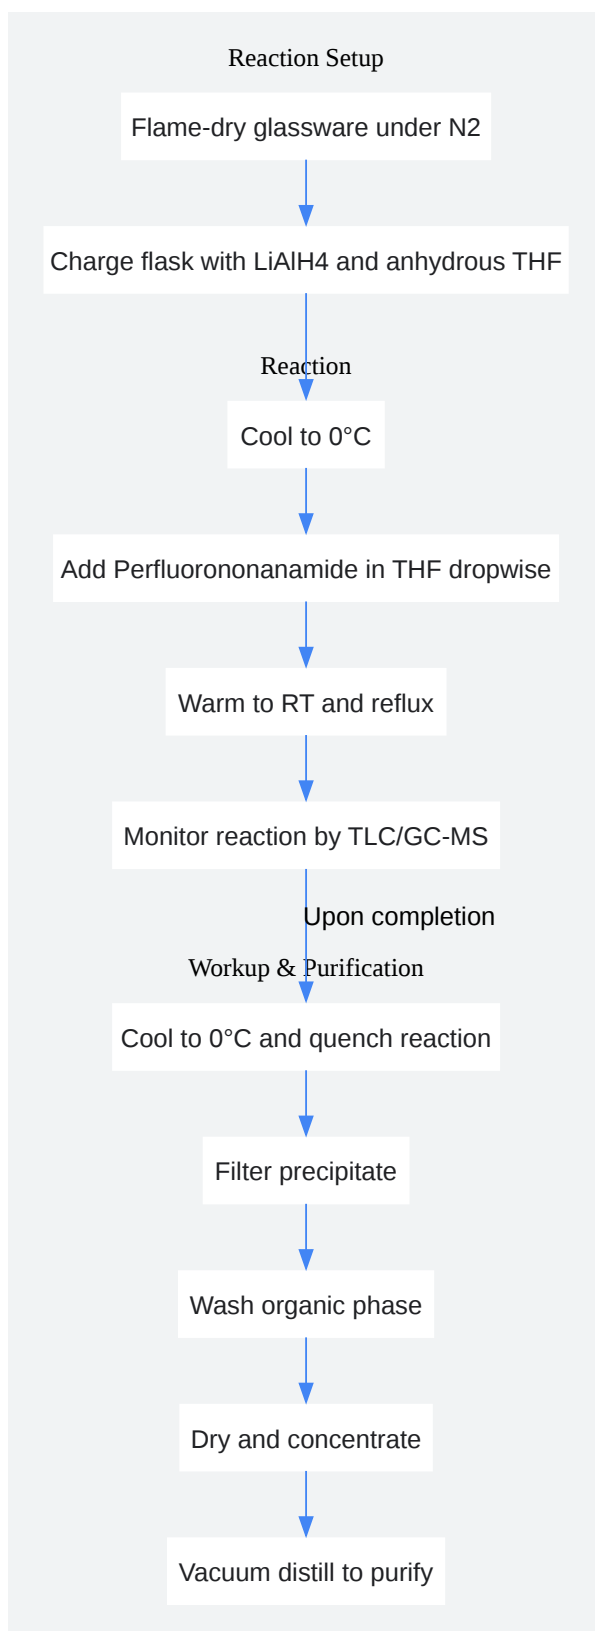 Reaction Setup
Flame-dry glassware under N2
Charge flask with LiAlH4 and anhydrous THF
Reaction
Cool to 0°C
Add Perfluorononanamide in THF dropwise
Warm to RT and reflux
Monitor reaction by TLC/GC-MS
Upon completion
Workup & Purification
Cool to 0°C and quench reaction
Filter precipitate
Wash organic phase
Dry and concentrate
Vacuum distill to purify